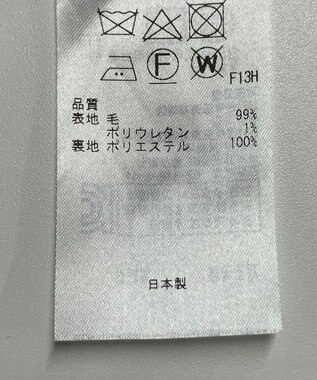 F W F13H
品質
表地 毛 99%
ポリウレタン 1%
裏地 ポリエステル 100%
日本製